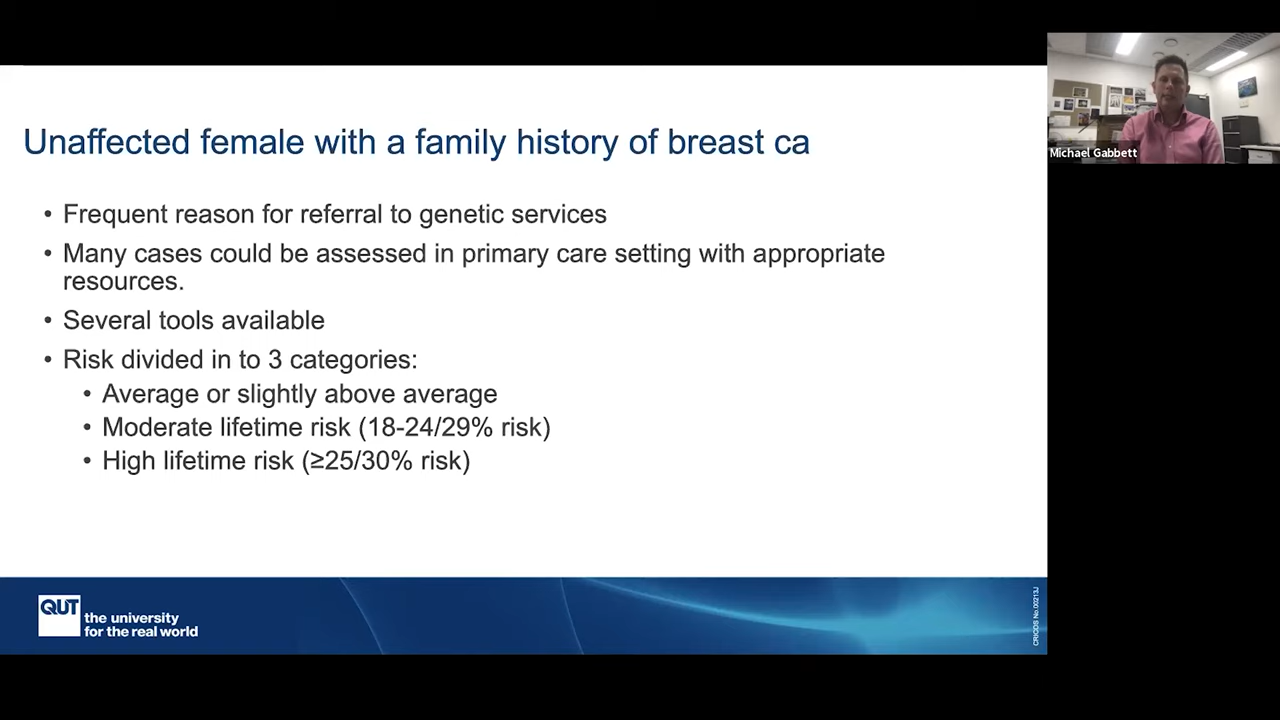 Unaffected female with a family history of breast ca
• Frequent reason for referral to genetic services
• Many cases could be assessed in primary care setting with appropriate
resources.
• Several tools available
• Risk divided in to 3 categories:
• Average or slightly above average
• Moderate lifetime risk (18-24/29% risk)
• High lifetime risk (≥25/30% risk)
QUT
the university
for the real world
CRICOS No.00213J
Michael Gabbett